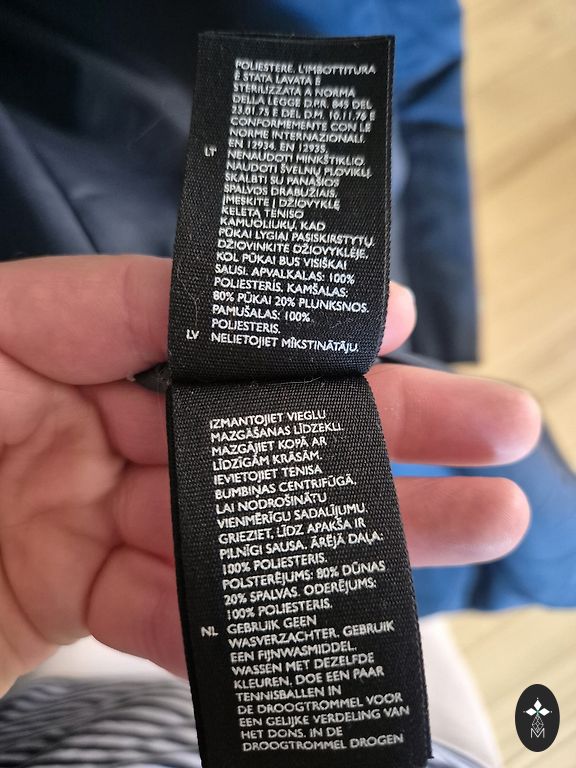 POLIESTERE. L'IMBOTTITURA
È STATA LAVATA E
STERILIZZATA A NORMA
DELLA LEGGE D.P.R. 845 DEL
23.01.75 E DEL D.M. 10.11.76 E
CONFORMEMENTE CON LE
NORME INTERNAZIONALI.
EN 12934, EN 12935.
LT NENAUDOTI MINKŠTIKLIO.
NAUDOTI ŠVELNŲ PLOVIKLĮ.
SKALBTI SU PANAŠIOS
SPALVOS DRABUŽIAIS.
ĮMESKITE Į DŽIOVYKLĘ
KELETĄ TENISO
KAMUOLIUKŲ, KAD
PŪKAI LYGIAI PASISKIRSTYTŲ.
DŽIOVINKITE DŽIOVYKLĖJE,
KOL PŪKAI BUS VISIŠKAI
SAUSI. APVALKALAS: 100%
POLIESTERIS. KAMŠALAS:
80% PŪKAI 20% PLUNKSNOS.
PAMUŠALAS: 100%
POLIESTERIS.
LV NELIETOJIET MĪKSTINĀTĀJU.
IZMANTOJIET VIEGLU
MAZGĀŠANAS LĪDZEKLI.
MAZGĀJIET KOPĀ AR
LĪDZĪGĀM KRĀSĀM.
IEVIETOJIET TENISA
BUMBIŅAS CENTRIFŪGĀ,
LAI NODROŠINĀTU
VIENMĒRĪGU SADALĪJUMU.
GRIEZIET, LĪDZ APAKŠA IR
PILNĪGI SAUSA. ĀRĒJĀ DAĻA:
100% POLIESTERIS.
POLSTERĒJUMS: 80% DŪNAS
20% SPALVAS. ODERĒJUMS:
100% POLIESTERIS.
NL GEBRUIK GEEN
WASVERZACHTER. GEBRUIK
EEN FIJNWASMIDDEL.
WASSEN MET DEZELFDE
KLEUREN. DOE EEN PAAR
TENNISBALLEN IN
DE DROOGTROMMEL VOOR
EEN GELIJKE VERDELING VAN
HET DONS. IN DE
DROOGTROMMEL DROGEN
M